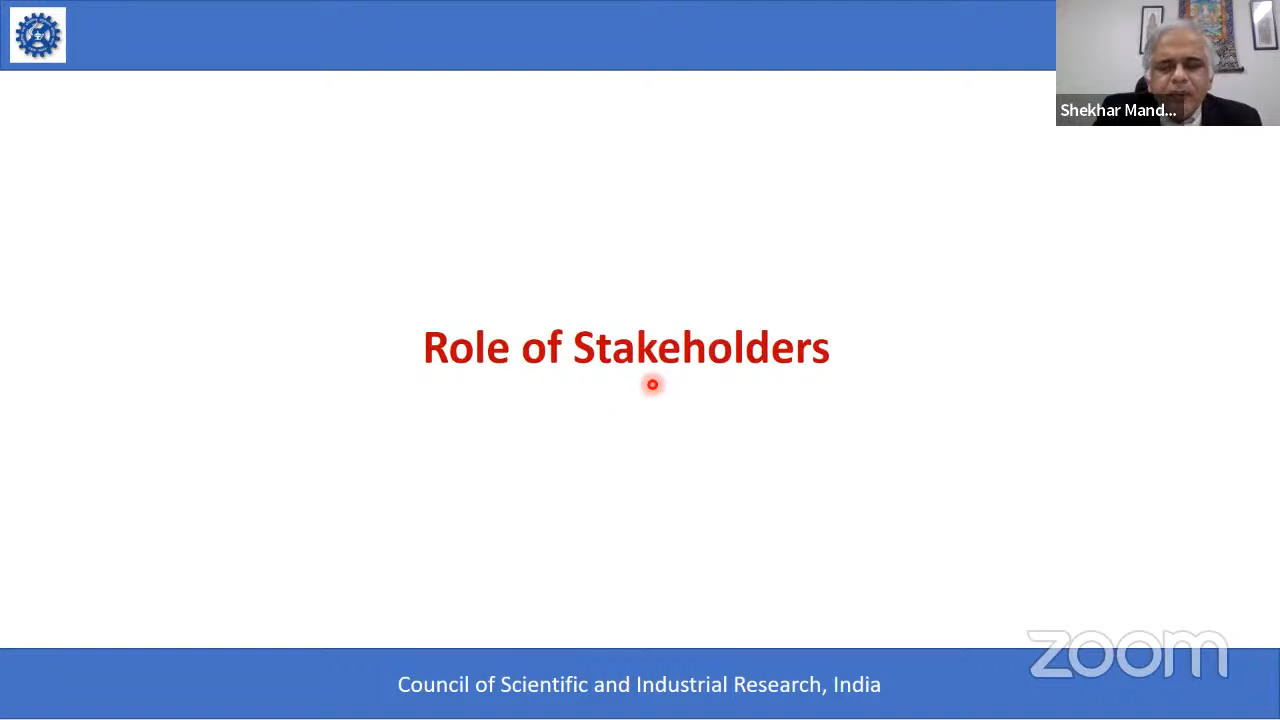 Shekhar Mand...
Role of Stakeholders
zoom
Council of Scientific and Industrial Research, India